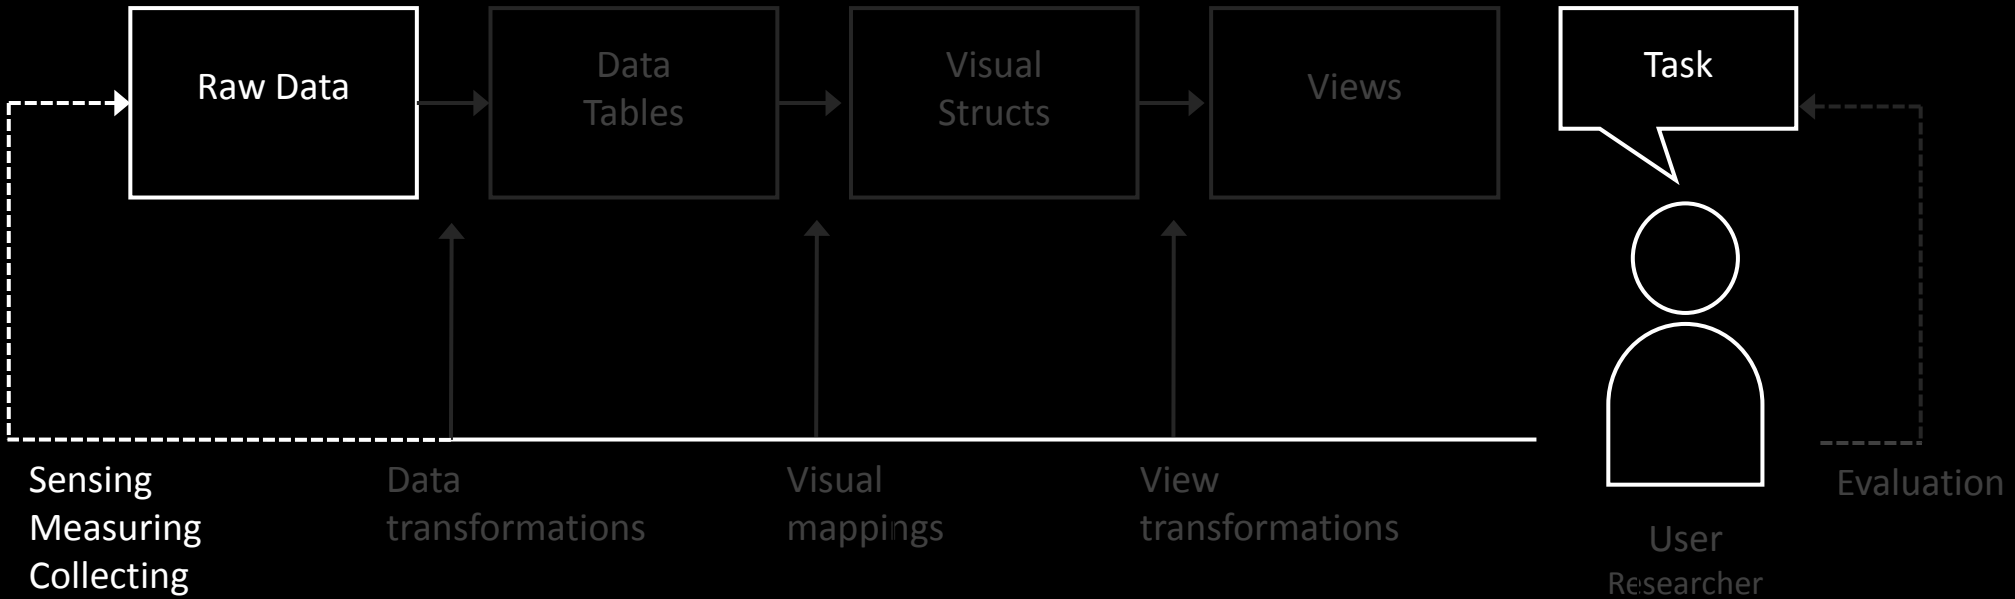 Raw Data
Data
Tables
Visual
Structs
Views
Task
Sensing
Measuring
Collecting
Data
transformations
Visual
mappings
View
transformations
User
Researcher
Evaluation